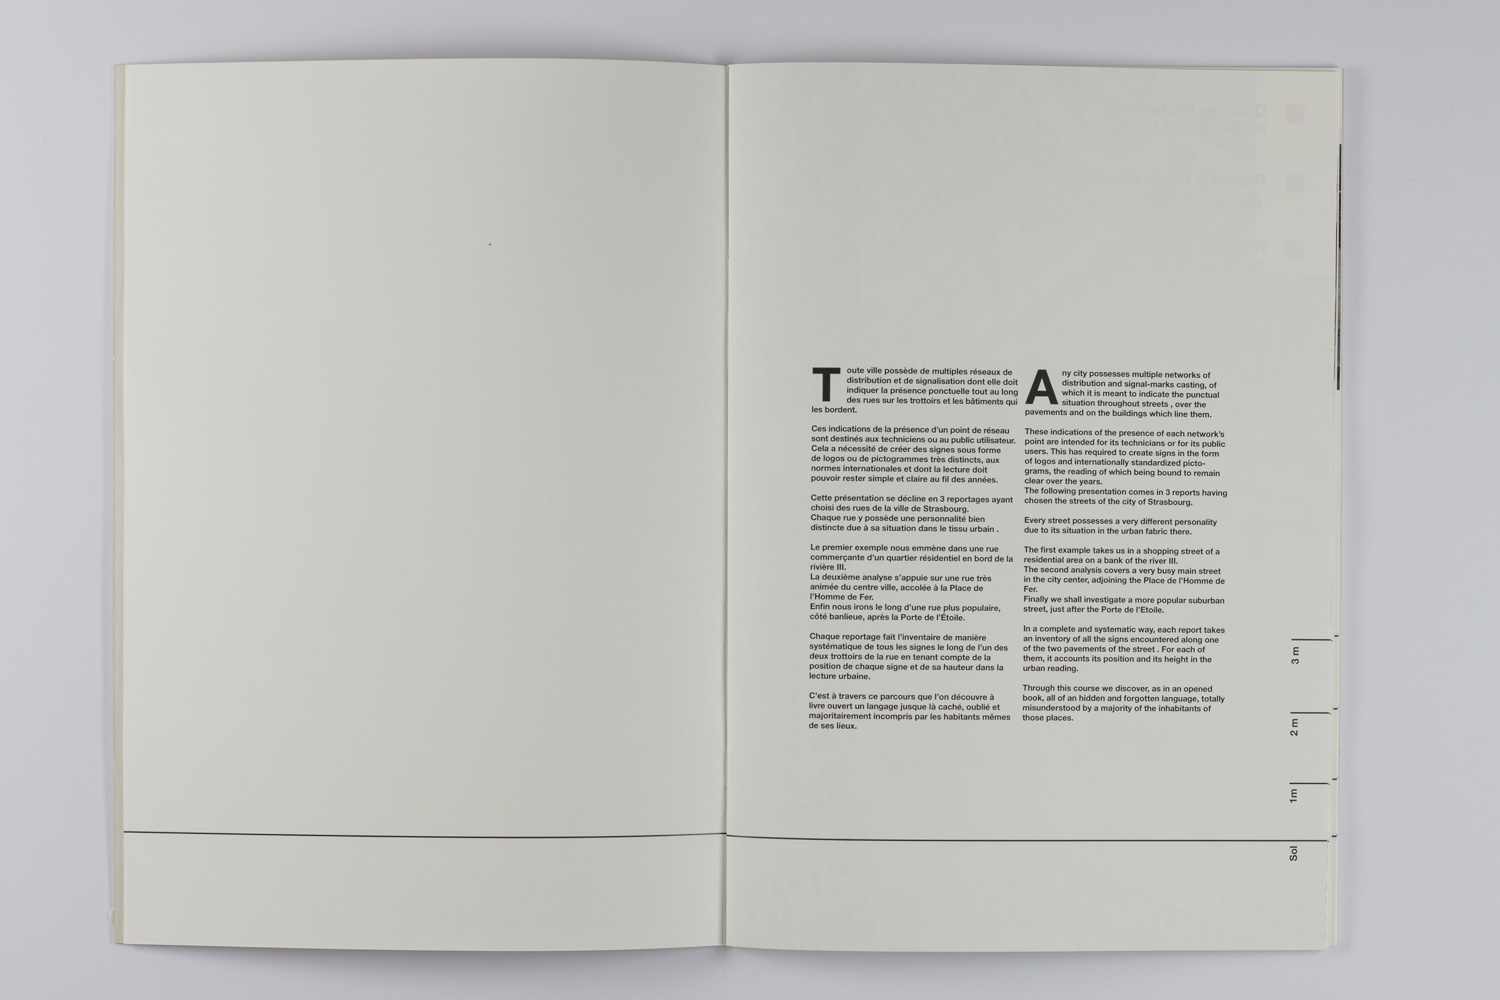 Toute ville possède de multiples réseaux de
distribution et de signalisation dont elle doit
indiquer la présence ponctuelle tout au long
des rues sur les trottoirs et les bâtiments qui
les bordent.
Ces indications de la présence d'un point de réseau
sont destinés aux techniciens ou au public utilisateur.
Cela a nécessité de créer des signes sous forme
de logos ou de pictogrammes très distincts, aux
normes internationales et dont la lecture doit
pouvoir rester simple et claire au fil des années.
Cette présentation se décline en 3 reportages ayant
choisi des rues de la ville de Strasbourg.
Chaque rue y possède une personnalité bien
distincte due à sa situation dans le tissu urbain .
Le premier exemple nous emmène dans une rue
commerçante d'un quartier résidentiel en bord de la
rivière Ill.
La deuxième analyse s'appuie sur une rue très
animée du centre ville, accolée à la Place de
l'Homme de Fer.
Enfin nous irons le long d'une rue plus populaire,
côté banlieue, après la Porte de l'Étoile.
Chaque reportage fait l'inventaire de manière
systématique de tous les signes le long de l'un des
deux trottoirs de la rue en tenant compte de la
position de chaque signe et de sa hauteur dans la
lecture urbaine.
C'est à travers ce parcours que l'on découvre à
livre ouvert un langage jusque là caché, oublié et
majoritairement incompris par les habitants mêmes
de ses lieux.
Any city possesses multiple networks of
distribution and signal-marks casting, of
which it is meant to indicate the punctual
situation throughout streets , over the
pavements and on the buildings which line them.
These indications of the presence of each network's
point are intended for its technicians or for its public
users. This has required to create signs in the form
of logos and internationally standardized picto-
grams, the reading of which being bound to remain
clear over the years.
The following presentation comes in 3 reports having
chosen the streets of the city of Strasbourg.
Every street possesses a very different personality
due to its situation in the urban fabric there.
The first example takes us in a shopping street of a
residential area on a bank of the river Ill.
The second analysis covers a very busy main street
in the city center, adjoining the Place de l'Homme de
Fer.
Finally we shall investigate a more popular suburban
street, just after the Porte de l'Etoile.
In a complete and systematic way, each report takes
an inventory of all the signs encountered along one
of the two pavements of the street . For each of
them, it accounts its position and its height in the
urban reading.
Through this course we discover, as in an opened
book, all of an hidden and forgotten language, totally
misunderstood by a majority of the inhabitants of
those places.
3 m
2 m
1m
Sol